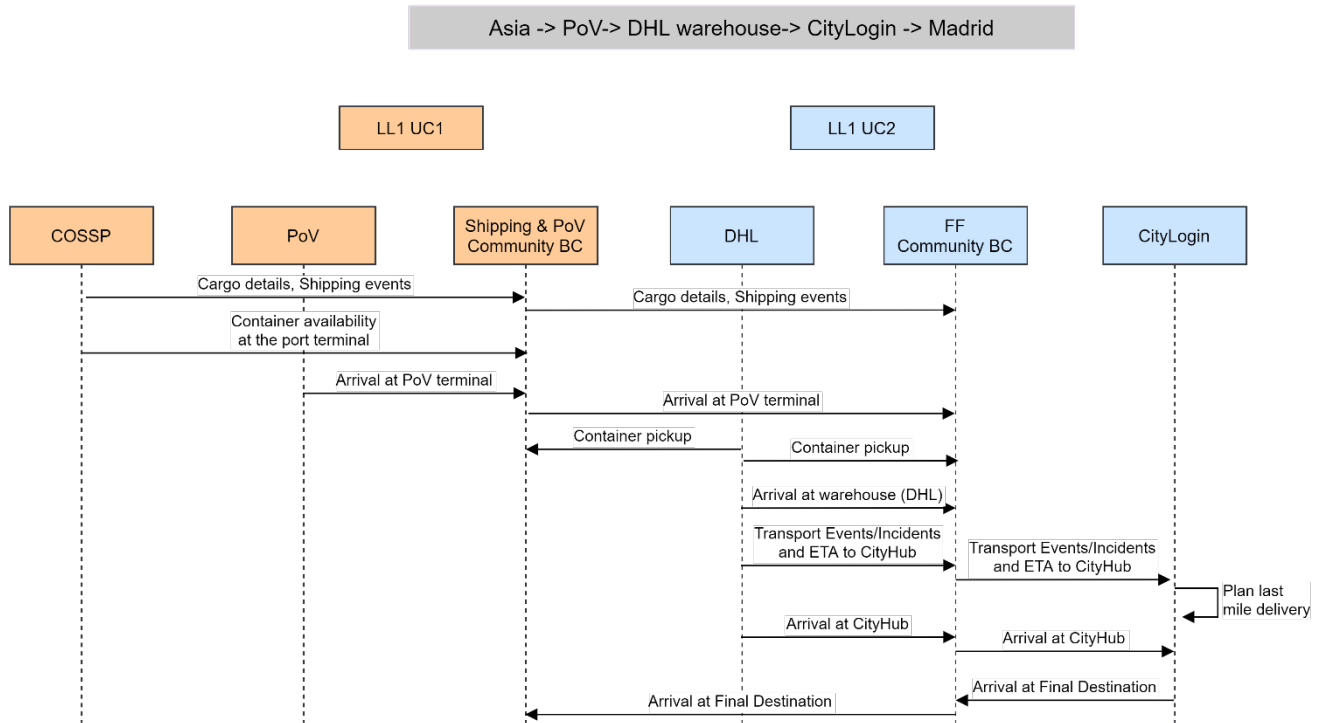 Asia -> PoV-> DHL warehouse-> CityLogin -> Madrid
LL1 UC1
LL1 UC2
COSSP
PoV
Shipping & PoV
Community BC
DHL
FF
Community BC
CityLogin
Cargo details, Shipping events
Cargo details, Shipping events
Container availability
at the port terminal
Arrival at PoV terminal
Arrival at PoV terminal
Container pickup
Container pickup
Arrival at warehouse (DHL)
Transport Events/Incidents
and ETA to CityHub
Transport Events/Incidents
and ETA to CityHub
Plan last
mile delivery
Arrival at CityHub
Arrival at CityHub
Arrival at Final Destination
Arrival at Final Destination